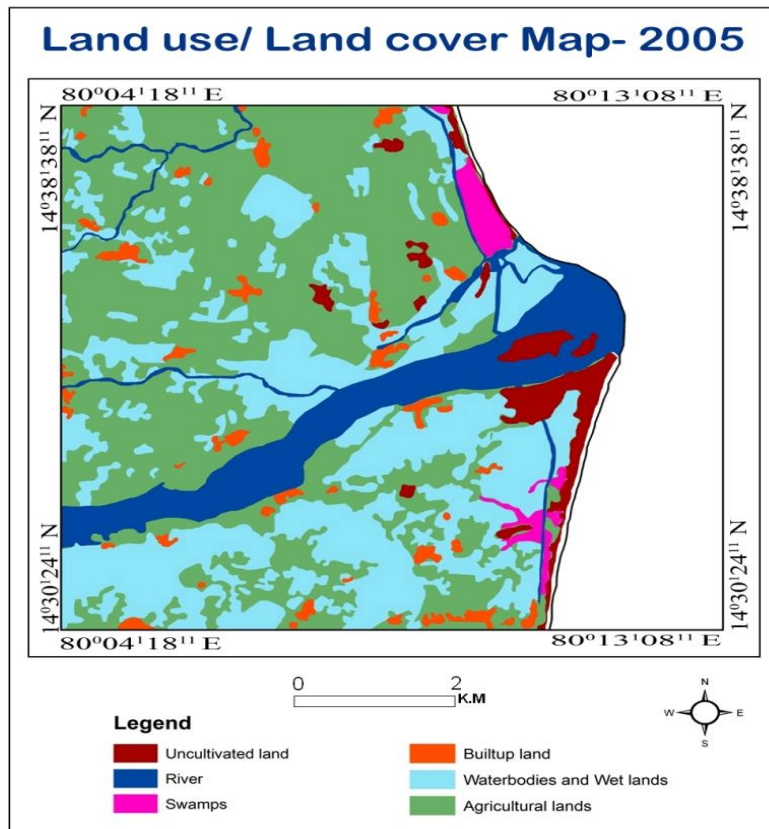 Land use/ Land cover Map- 2005
80⁰04¹18¹¹ E
80⁰13¹08¹¹ E
14⁰38¹38¹¹ N
14⁰38¹38¹¹ N
14⁰30¹24¹¹ N
14⁰30¹24¹¹ N
80⁰04¹18¹¹ E
80⁰13¹08¹¹ E
0 2
K.M
N
W E
S
Legend
Uncultivated land
River
Swamps
Builtup land
Waterbodies and Wet lands
Agricultural lands